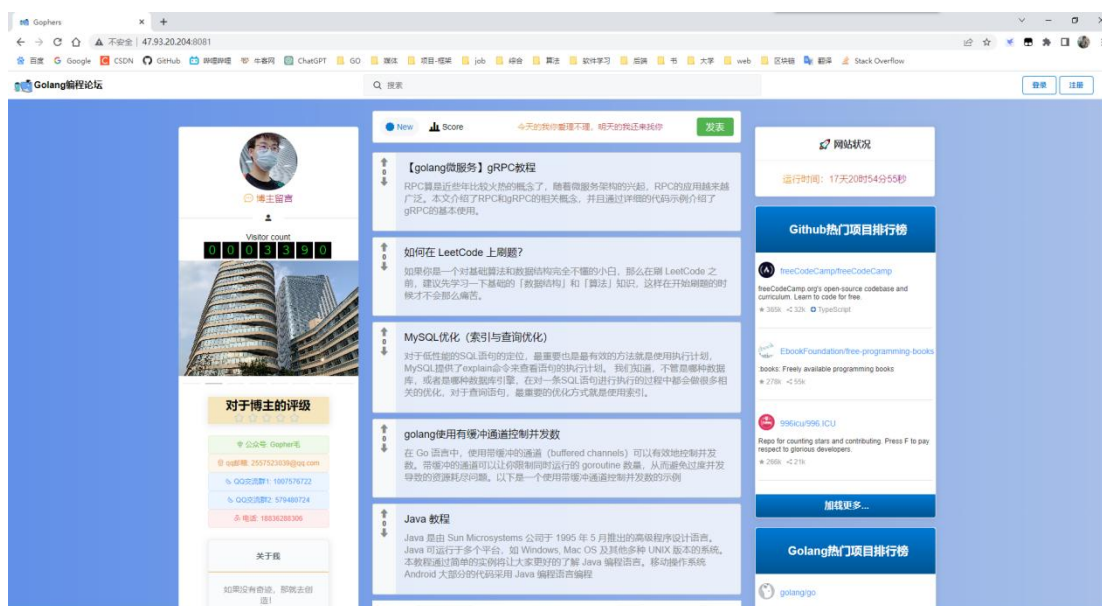 Gophers
不安全 | 47.93.20.204:8081
百度 Google CSDN GitHub 哔哩哔哩 牛客网 ChatGPT GO 媒体 项目-框架 job 综合 算法 软件学习 后端 书 大学 web 区块链 翻译 Stack Overflow
Golang编程论坛
搜索
登录 注册
博主留言
Visitor count
0 0 0 3 3 9 0
对于博主的评级
公众号: Gopher毛
qq邮箱: 2557523039@qq.com
QQ交流群1: 1007576722
QQ交流群2: 579480724
电话: 18036288306
关于我
如果没有奇迹，那就去创
造！
New Score 今天的我你爱理不理，明天的我还来找你 发表
0
【golang微服务】gRPC教程
RPC算是近些年比较火热的概念了，随着微服务架构的兴起，RPC的应用越来越
广泛。本文介绍了RPC和gRPC的相关概念，并且通过详细的代码示例介绍了
gRPC的基本使用。
0
如何在 LeetCode 上刷题?
如果你是一个对基础算法和数据结构完全不懂的小白，那么在刷 LeetCode 之
前，建议先学习一下基础的「数据结构」和「算法」知识，这样在开始刷题的时
候才不会那么痛苦。
0
MySQL优化（索引与查询优化）
对于低性能的SQL语句的定位，最重要也是最有效的方法就是使用执行计划，
MySQL提供了explain命令来查看语句的执行计划。 我们知道，不管是哪种数据
库，或者是哪种数据库引擎，在对一条SQL语句进行执行的过程中都会做很多相
关的优化，对于查询语句，最重要的优化方式就是使用索引。
0
golang使用有缓冲通道控制并发数
在 Go 语言中，使用带缓冲的通道（buffered channels）可以有效地控制并发
数。带缓冲的通道可以让你限制同时运行的 goroutine 数量，从而避免过度并发
导致的资源耗尽问题。以下是一个使用带缓冲通道控制并发数的示例
0
Java 教程
Java 是由 Sun Microsystems 公司于 1995 年 5 月推出的高级程序设计语言。
Java 可运行于多个平台，如 Windows, Mac OS 及其他多种 UNIX 版本的系统。
本教程通过简单的实例将让大家更好的了解 Java 编程语言。移动操作系统
Android 大部分的代码采用 Java 编程语言编程
网站状况
运行时间：17天20时54分55秒
Github热门项目排行榜
freeCodeCamp/freeCodeCamp
freeCodeCamp.org's open-source codebase and
curriculum. Learn to code for free.
365k 32k TypeScript
EbookFoundation/free-programming-books
:books: Freely available programming books
278k 55k
996icu/996.ICU
Repo for counting stars and contributing. Press F to pay
respect to glorious developers.
266k 21k
加载更多...
Golang热门项目排行榜
golang/go